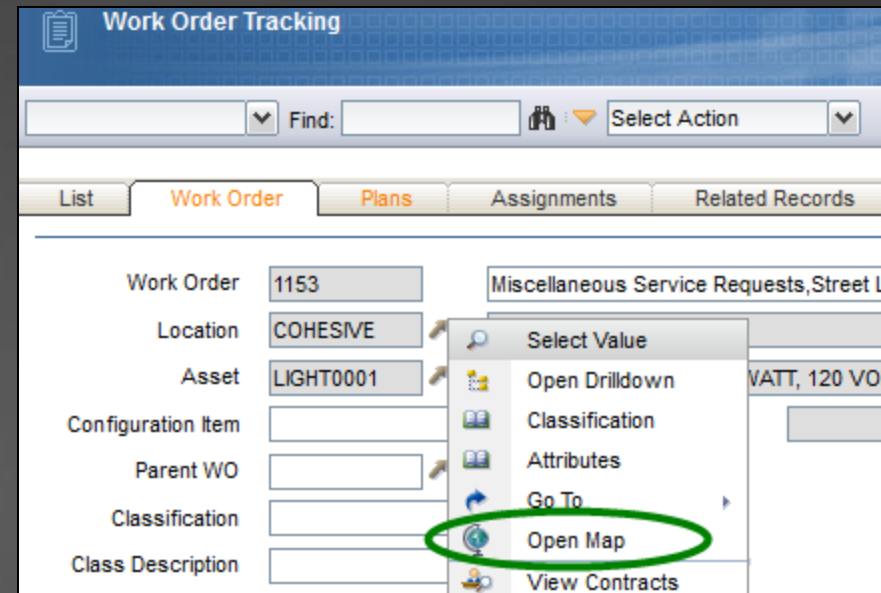 Work Order Tracking
Find: Select Action
List Work Order Plans Assignments Related Records
Work Order 1153 Miscellaneous Service Requests,Street L
Location COHESIVE
Select Value
Asset LIGHT0001
Open Drilldown
WATT, 120 VO
Configuration Item
Classification
Parent WO
Attributes
Go To
Classification
Open Map
Class Description
View Contracts